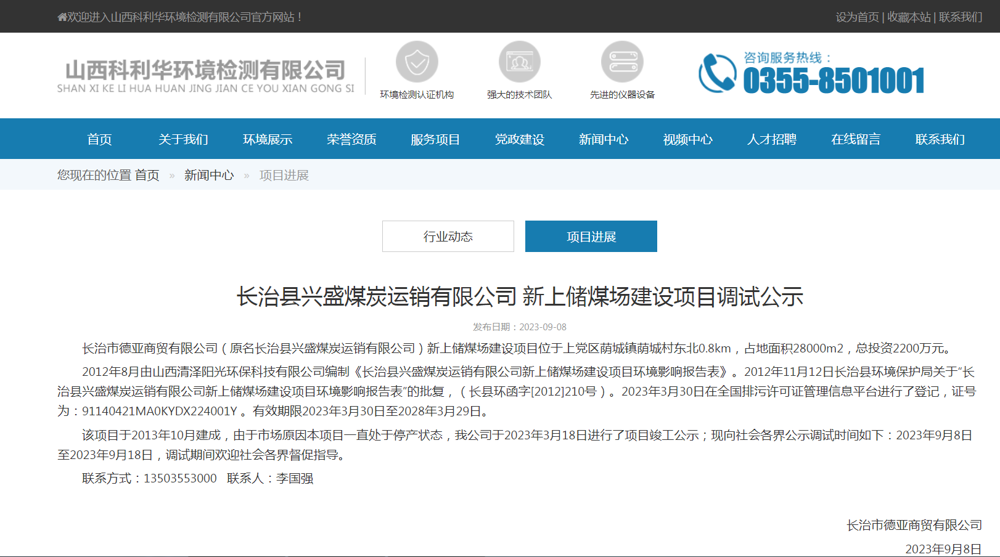 欢迎进入山西科利华环境检测有限公司官方网站！
设为首页 | 收藏本站 | 联系我们
山西科利华环境检测有限公司
SHAN XI KE LI HUA HUAN JING JIAN CE YOU XIAN GONG SI
环境检测认证机构
强大的技术团队
先进的仪器设备
咨询服务热线：
0355-8501001
首页 关于我们 环境展示 荣誉资质 服务项目 党政建设 新闻中心 视频中心 人才招聘 在线留言 联系我们
您现在的位置 首页 » 新闻中心 » 项目进展
行业动态 项目进展
长治县兴盛煤炭运销有限公司 新上储煤场建设项目调试公示
发布日期：2023-09-08
长治市德亚商贸有限公司（原名长治县兴盛煤炭运销有限公司）新上储煤场建设项目位于上党区荫城镇荫城村东北0.8km，占地面积28000m2，总投资2200万元。
2012年8月由山西清泽阳光环保科技有限公司编制《长治县兴盛煤炭运销有限公司新上储煤场建设项目环境影响报告表》。2012年11月12日长治县环境保护局关于“长
治县兴盛煤炭运销有限公司新上储煤场建设项目环境影响报告表”的批复，（长县环函字[2012]210号）。2023年3月30日在全国排污许可证管理信息平台进行了登记，证号
为：91140421MA0KYDX224001Y 。有效期限2023年3月30日至2028年3月29日。
该项目于2013年10月建成，由于市场原因本项目一直处于停产状态，我公司于2023年3月18日进行了项目竣工公示；现向社会各界公示调试时间如下：2023年9月8日
至2023年9月18日，调试期间欢迎社会各界督促指导。
联系方式：13503553000 联系人：李国强
长治市德亚商贸有限公司
2023年9月8日